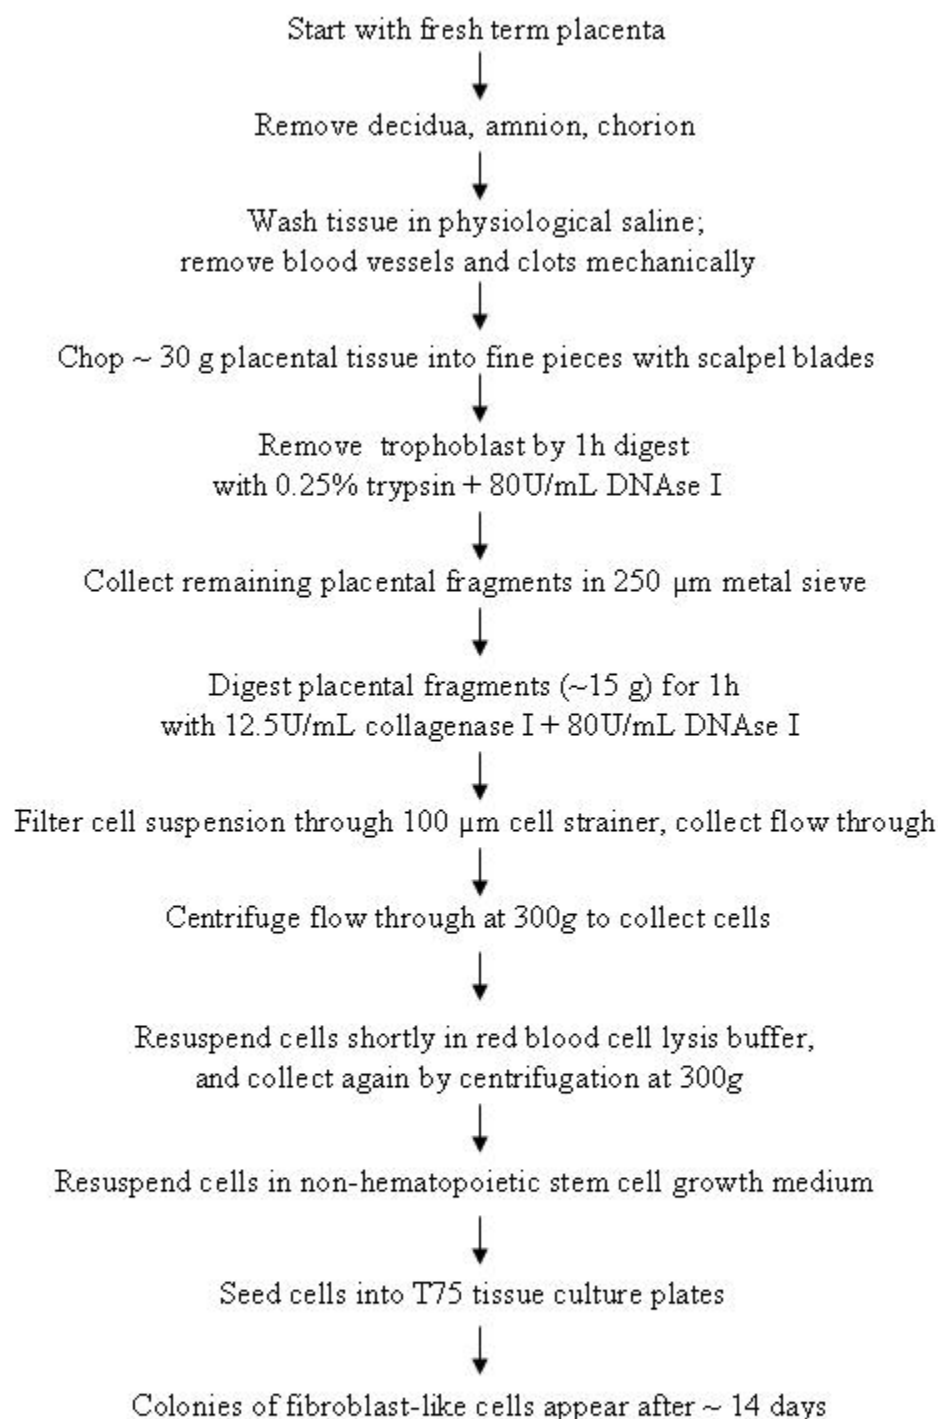 Start with fresh term placenta
Remove decidua, amnion, chorion
Wash tissue in physiological saline;
remove blood vessels and clots mechanically
Chop ~ 30 g placental tissue into fine pieces with scalpel blades
Remove trophoblast by 1h digest
with 0.25% trypsin + 80U/mL DNAse I
Collect remaining placental fragments in 250 µm metal sieve
Digest placental fragments (~15 g) for 1h
with 12.5U/mL collagenase I + 80U/mL DNAse I
Filter cell suspension through 100 µm cell strainer, collect flow through
Centrifuge flow through at 300g to collect cells
Resuspend cells shortly in red blood cell lysis buffer,
and collect again by centrifugation at 300g
Resuspend cells in non-hematopoietic stem cell growth medium
Seed cells into T75 tissue culture plates
Colonies of fibroblast-like cells appear after ~ 14 days